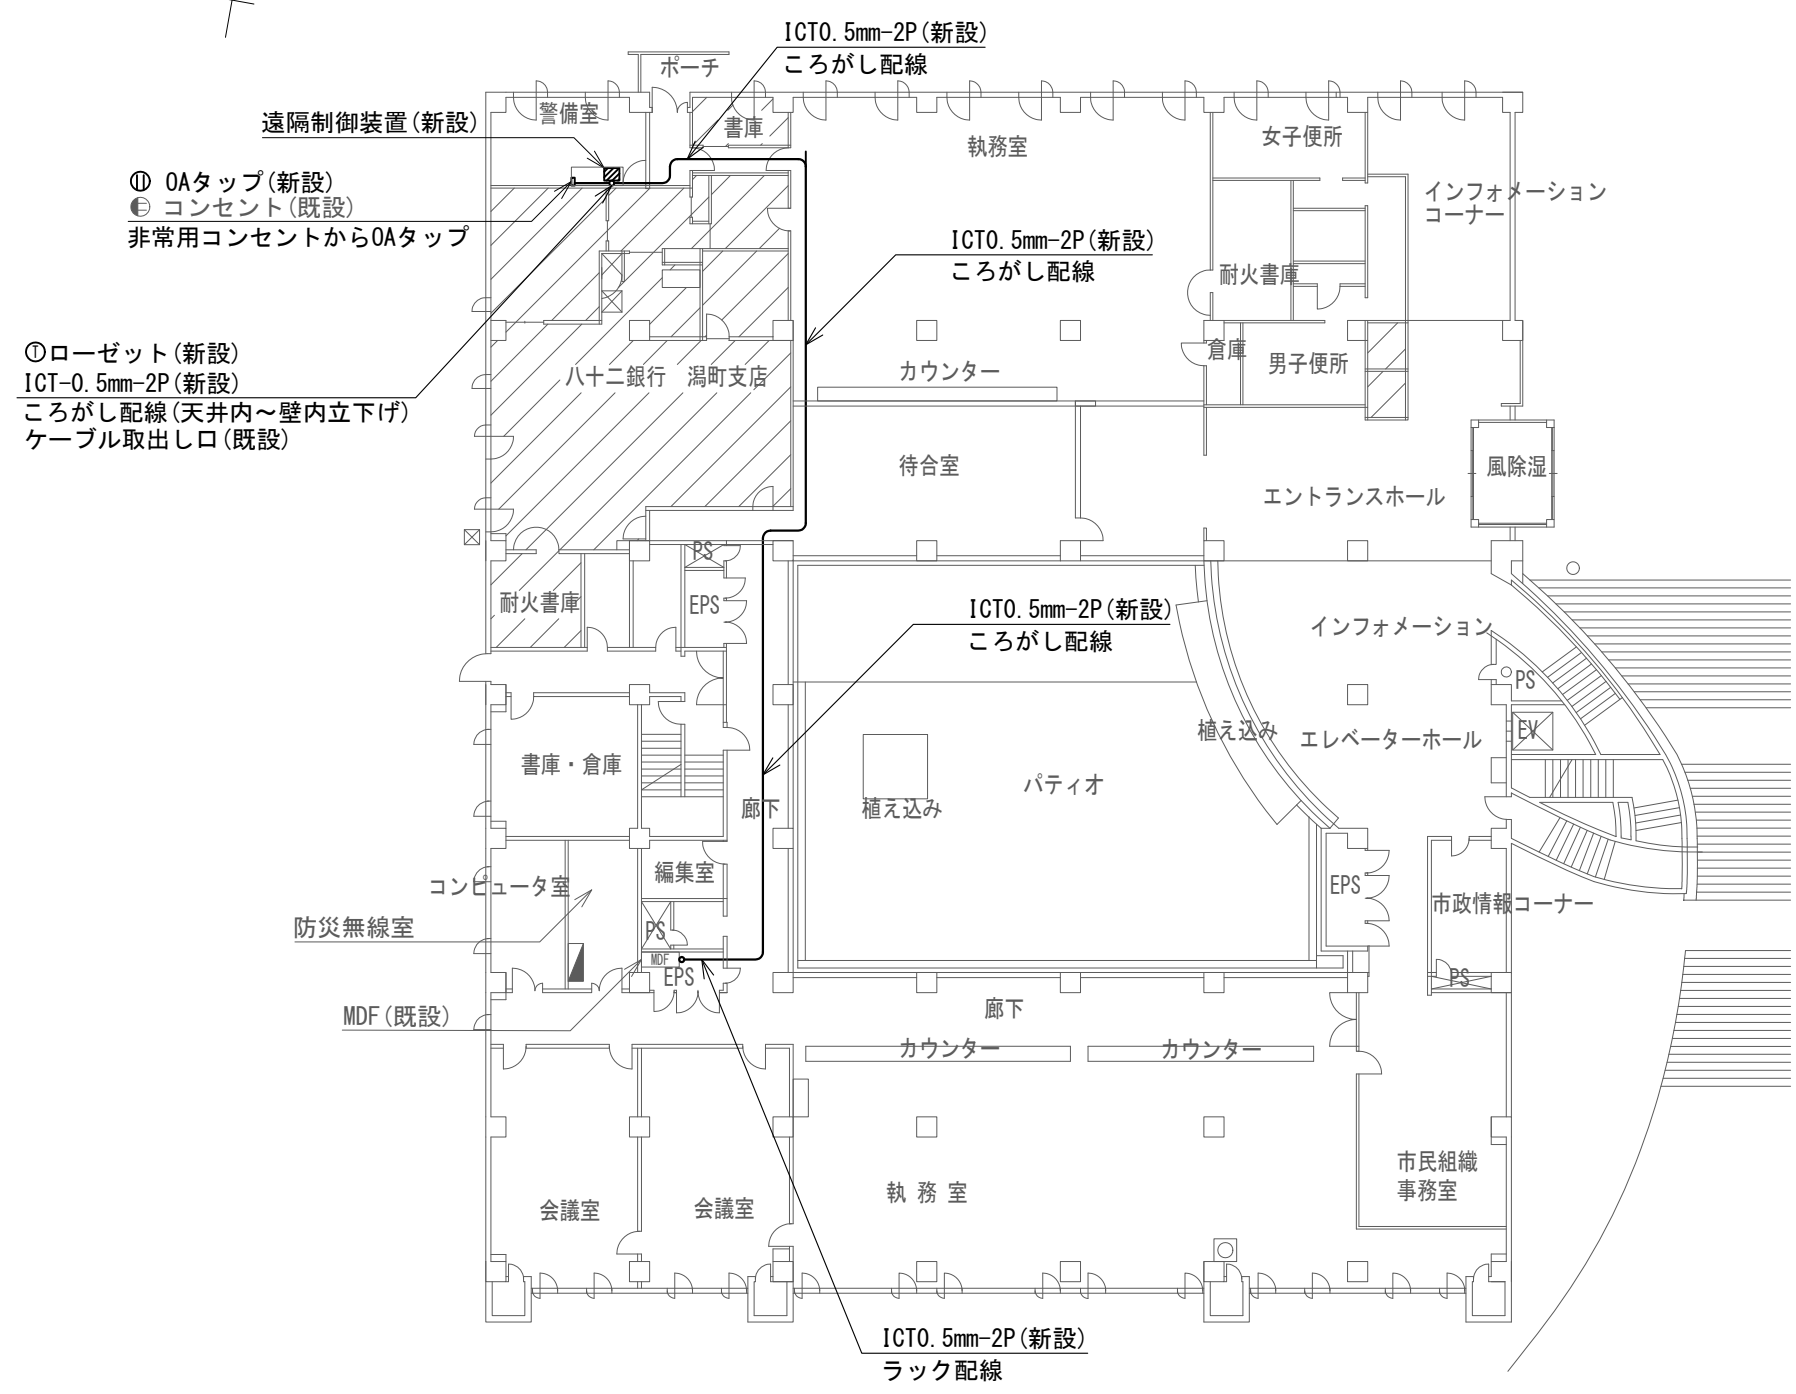 ICT0.5mm-2P(新設)
ころがし配線
ポーチ
警備室
遠隔制御装置(新設)
書庫
執務室
女子便所
OAタップ(新設)
コンセント(既設)
非常用コンセントからOAタップ
インフォメーション
コーナー
ICT0.5mm-2P(新設)
ころがし配線
耐火書庫
Ⓣローゼット(新設)
ICT-0.5mm-2P(新設)
ころがし配線(天井内～壁内立下げ)
ケーブル取出し口(既設)
八十二銀行 潟町支店
カウンター
倉庫
男子便所
待合室
エントランスホール
風除湿
PS
耐火書庫
EPS
ICT0.5mm-2P(新設)
ころがし配線
インフォメーション
PS
植え込み
エレベーターホール
EV
書庫・倉庫
廊下
植え込み
パティオ
編集室
コンピュータ室
EPS
市政情報コーナー
防災無線室
PS
MDF
EPS
PS
MDF(既設)
廊下
カウンター
カウンター
市民組織
事務室
会議室
会議室
執務室
ICT0.5mm-2P(新設)
ラック配線